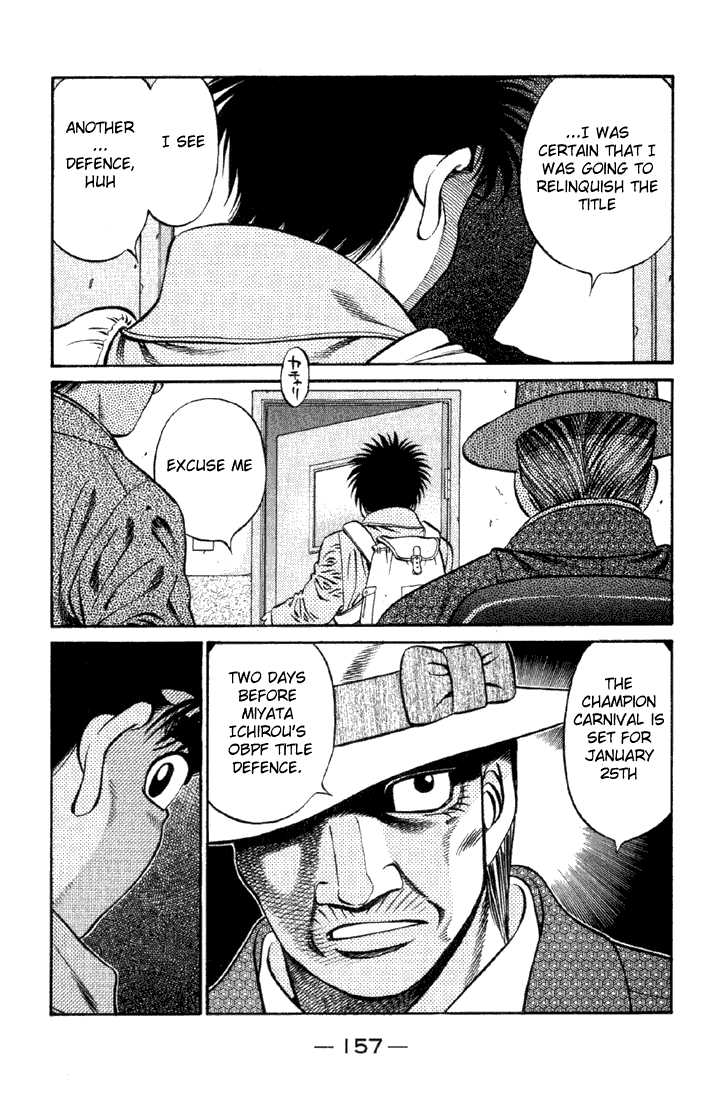 ...I WAS
CERTAIN THAT I
WAS GOING TO
RELINQUISH THE
TITLE
I SEE
ANOTHER
...
DEFENCE,
HUH
カチャリ
EXCUSE ME
THE
CHAMPION
CARNIVAL IS
SET FOR
JANUARY
25TH
TWO DAYS
BEFORE
MIYATA
ICHIROU'S
OBPF TITLE
DEFENCE.
— 157 —